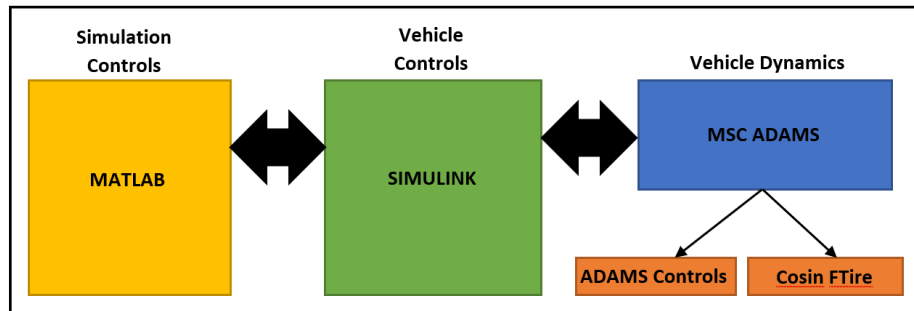 Simulation
Controls
Vehicle
Controls
Vehicle Dynamics
MATLAB
SIMULINK
MSC ADAMS
ADAMS Controls
Cosin FTire